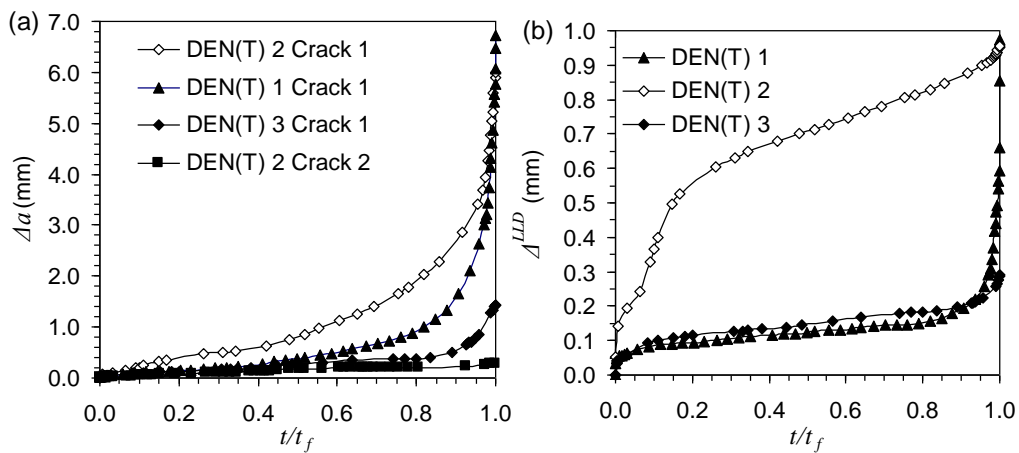 (a)
7.0
6.0
5.0
4.0
3.0
2.0
1.0
0.0
Δa (mm)
DEN(T) 2 Crack 1
DEN(T) 1 Crack 1
DEN(T) 3 Crack 1
DEN(T) 2 Crack 2
0.0 0.2 0.4 0.6 0.8 1.0
t/tf
(b)
1.0
0.9
0.8
0.7
0.6
0.5
0.4
0.3
0.2
0.1
0.0
Δ^LLD (mm)
DEN(T) 1
DEN(T) 2
DEN(T) 3
0.0 0.2 0.4 0.6 0.8 1.0
t/tf